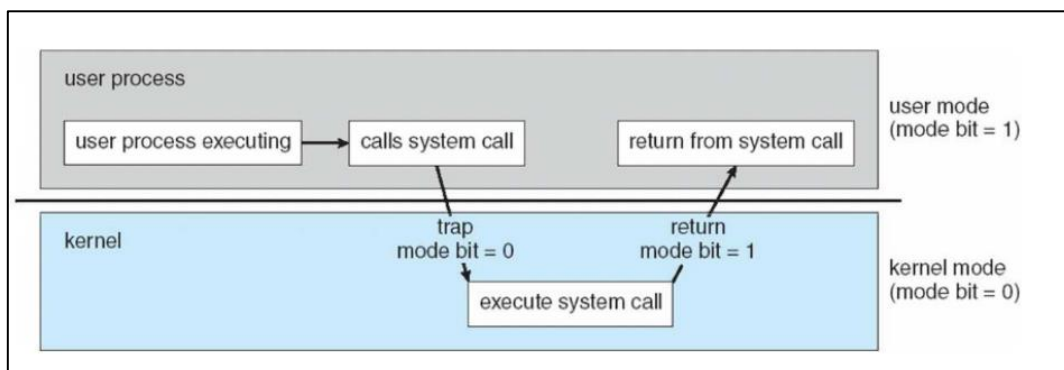 user process
user process executing
calls system call
return from system call
user mode
(mode bit = 1)
kernel
trap
mode bit = 0
return
mode bit = 1
execute system call
kernel mode
(mode bit = 0)